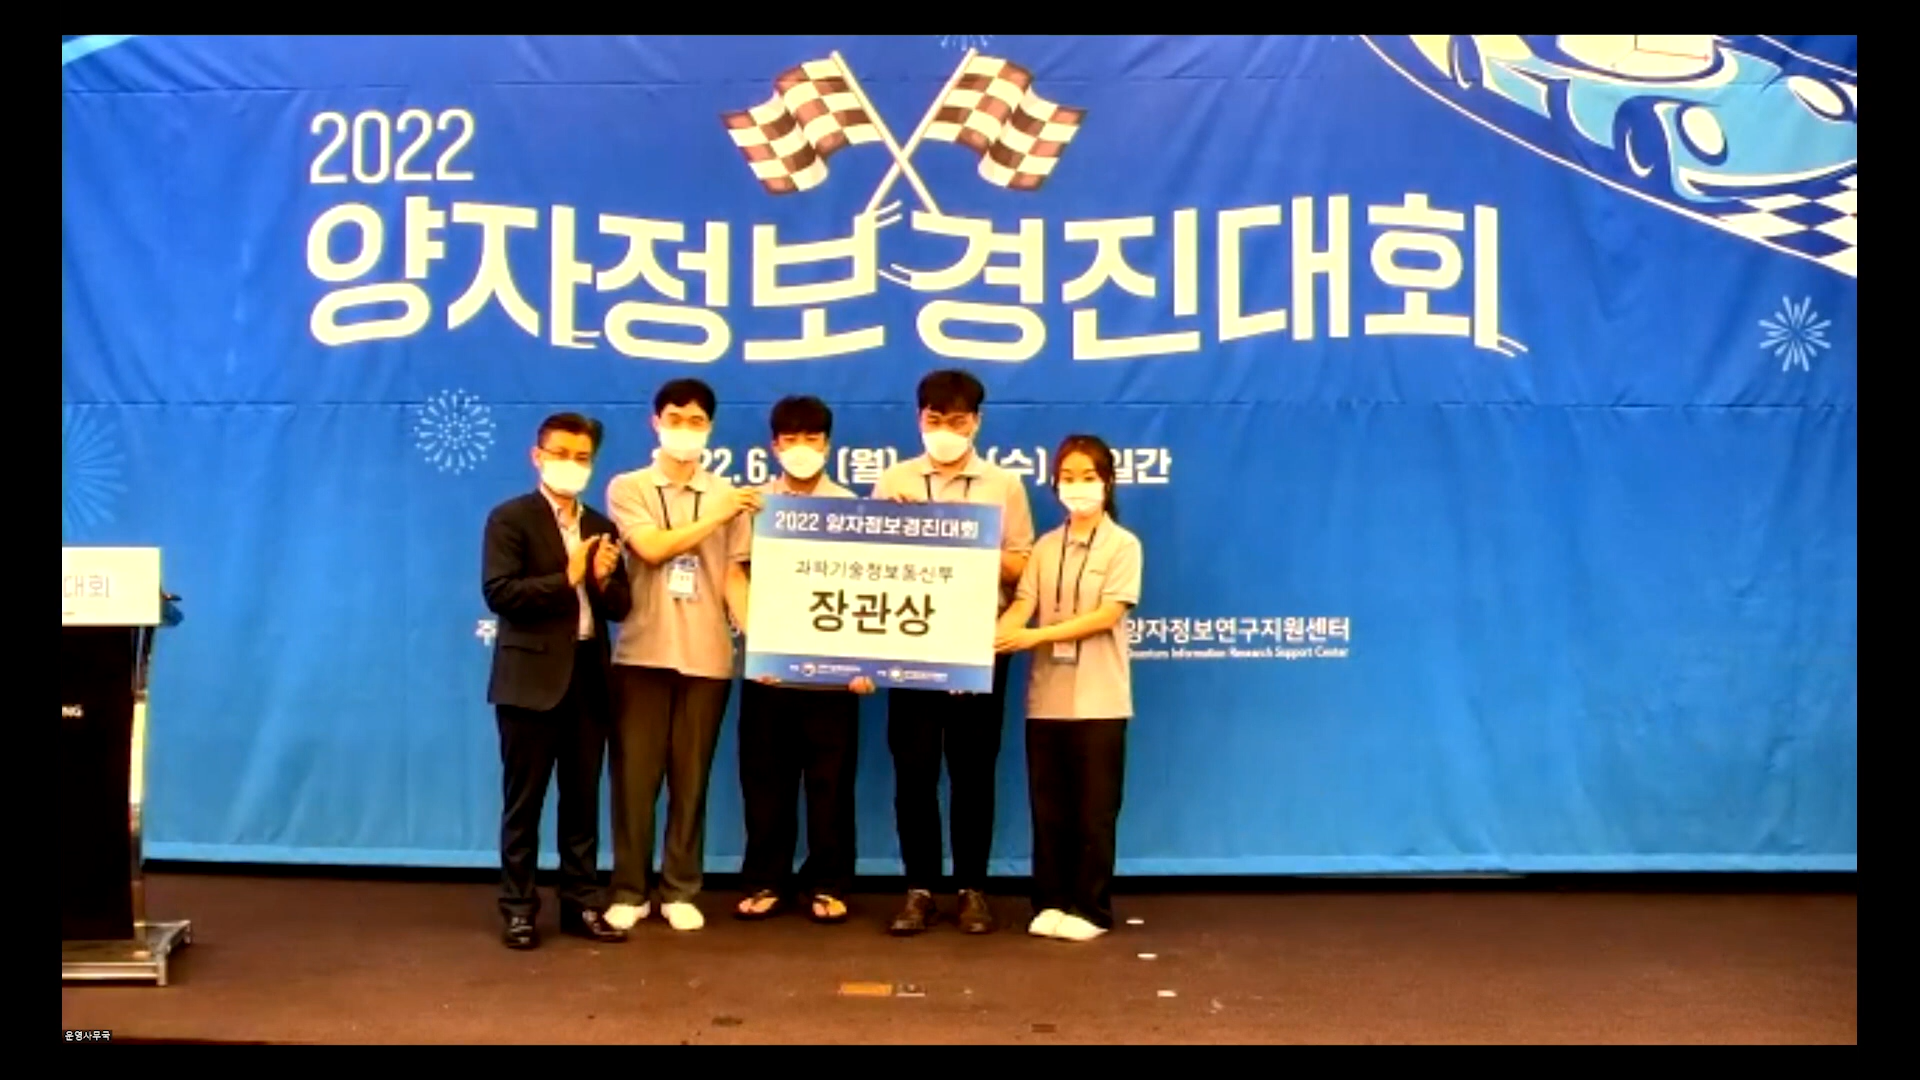 2022
양자정보경진대회
(월)
(수)
일간
2022 양자정보경진대회
과학기술정보통신부
장관상
대회
양자정보연구지원센터
Quantum Information Research Support Center
운영사무국